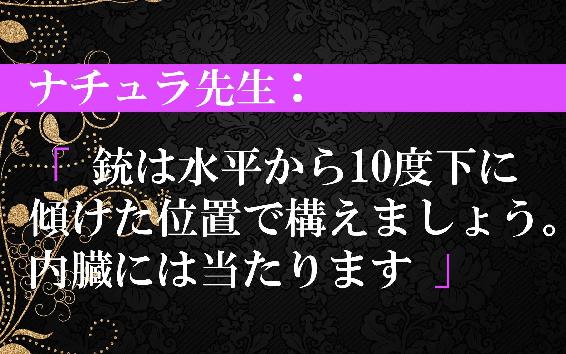 ナチュラ先生：
「 銃は水平から10度下に
傾けた位置で構えましょう。
内臓には当たります 」